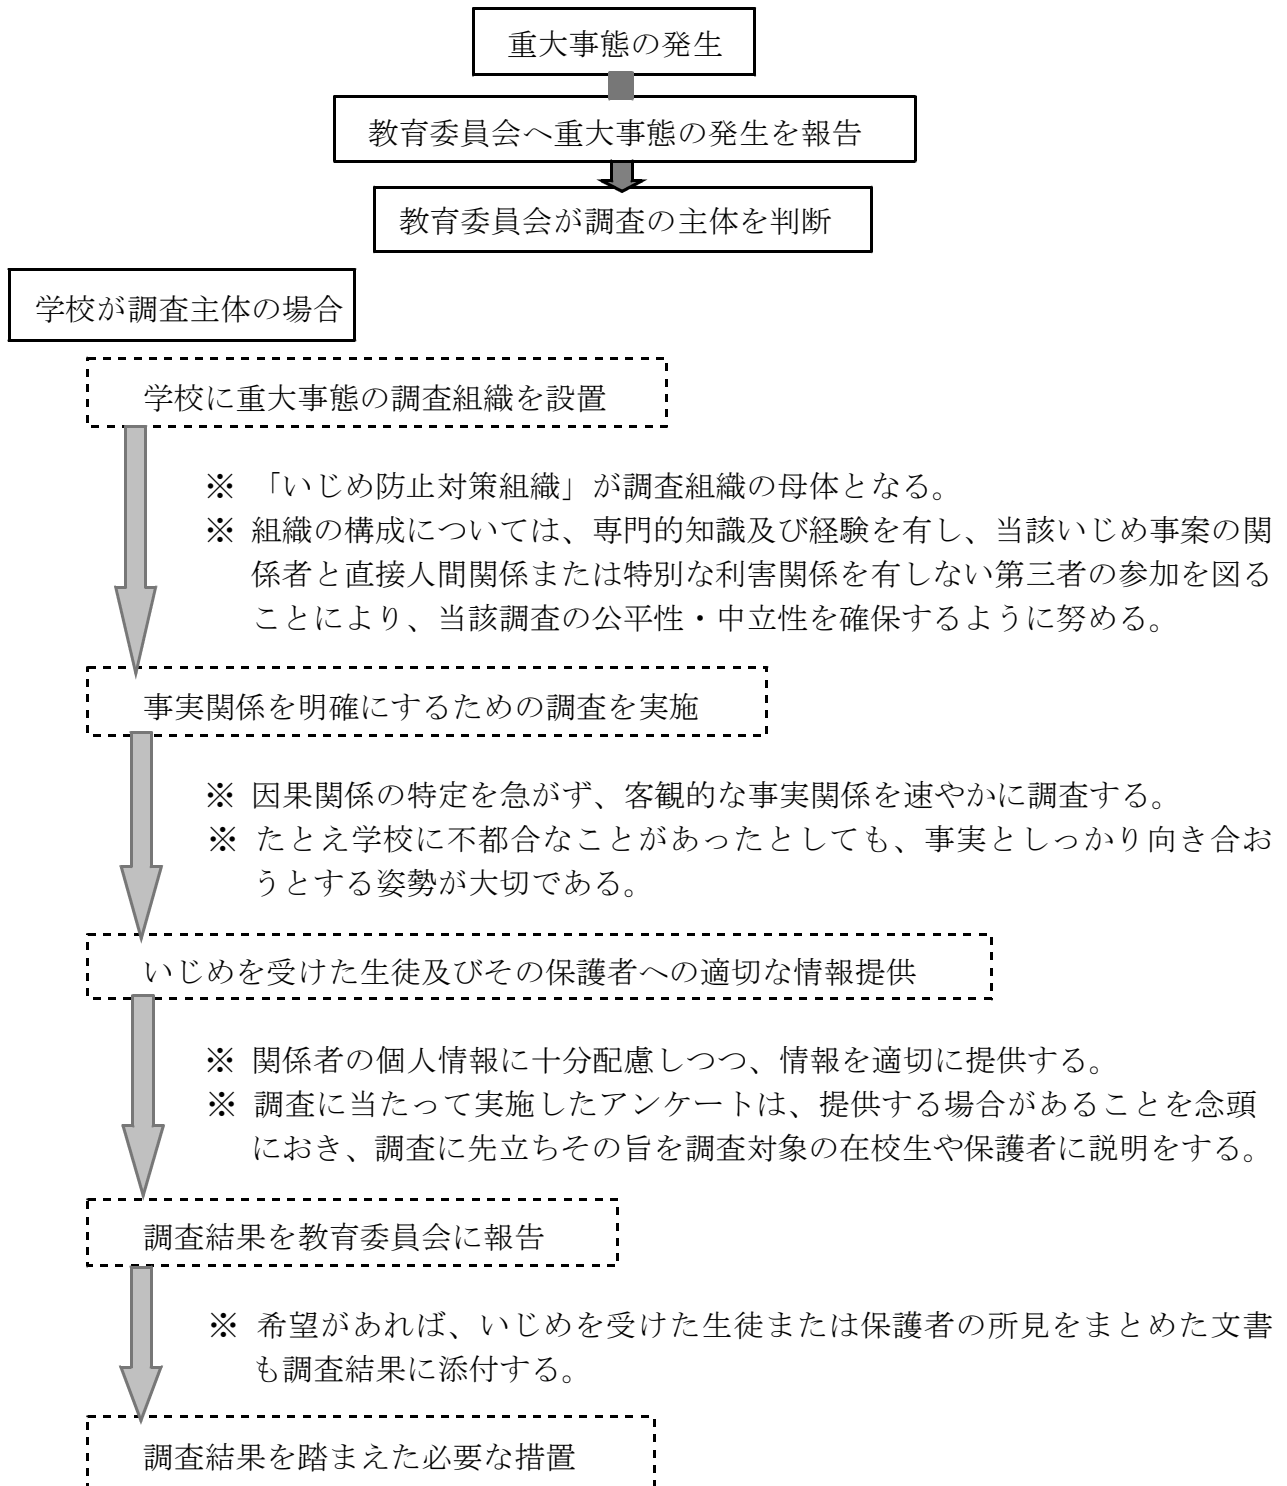 重大事態の発生
教育委員会へ重大事態の発生を報告
教育委員会が調査の主体を判断
学校が調査主体の場合
学校に重大事態の調査組織を設置
※ 「いじめ防止対策組織」が調査組織の母体となる。
※ 組織の構成については、専門的知識及び経験を有し、当該いじめ事案の関
係者と直接人間関係または特別な利害関係を有しない第三者の参加を図る
ことにより、当該調査の公平性・中立性を確保するように努める。
事実関係を明確にするための調査を実施
※ 因果関係の特定を急がず、客観的な事実関係を速やかに調査する。
※ たとえ学校に不都合なことがあったとしても、事実としっかり向き合お
うとする姿勢が大切である。
いじめを受けた生徒及びその保護者への適切な情報提供
※ 関係者の個人情報に十分配慮しつつ、情報を適切に提供する。
※ 調査に当たって実施したアンケートは、提供する場合があることを念頭
におき、調査に先立ちその旨を調査対象の在校生や保護者に説明をする。
調査結果を教育委員会に報告
※ 希望があれば、いじめを受けた生徒または保護者の所見をまとめた文書
も調査結果に添付する。
調査結果を踏まえた必要な措置